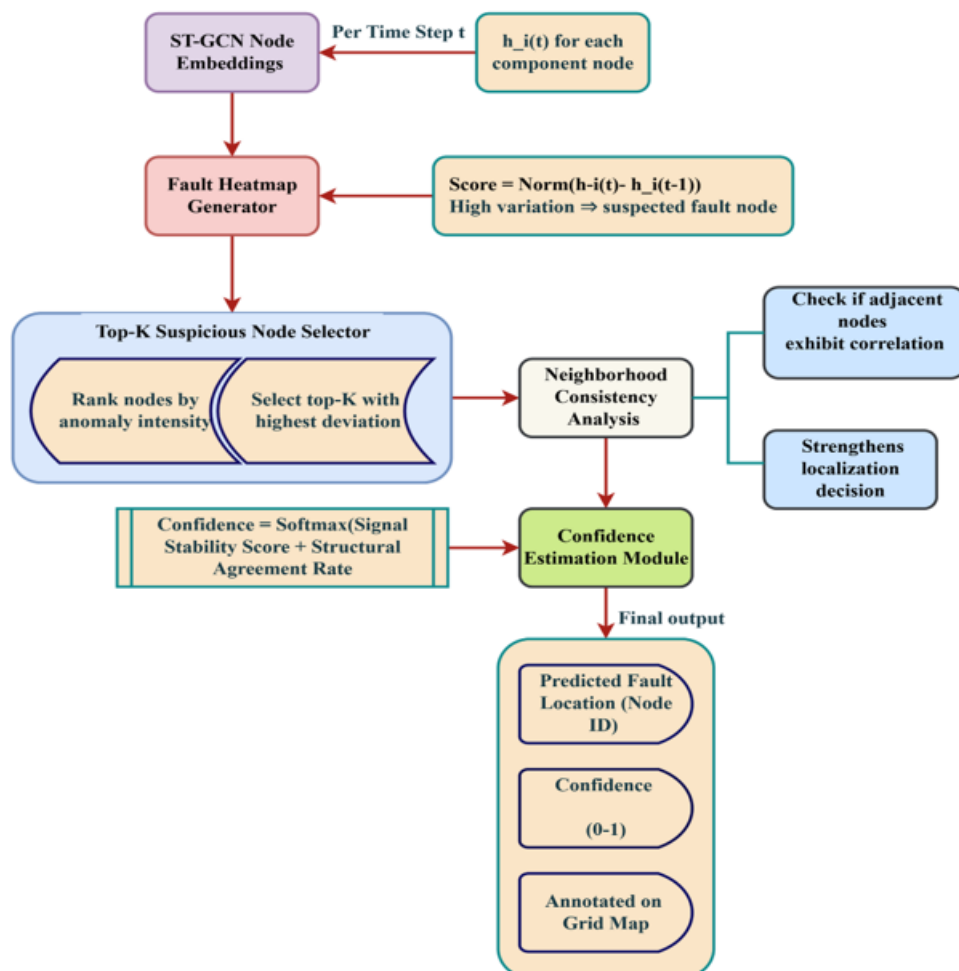 ST-GCN Node
Embeddings
Per Time Step t
h_i(t) for each
component node
Fault Heatmap
Generator
Score = Norm(h-i(t)- h_i(t-1))
High variation ⇒ suspected fault node
Top-K Suspicious Node Selector
Rank nodes by
anomaly intensity
Select top-K with
highest deviation
Neighborhood
Consistency
Analysis
Check if adjacent
nodes
exhibit correlation
Strengthens
localization
decision
Confidence = Softmax(Signal
Stability Score + Structural
Agreement Rate
Confidence
Estimation Module
Final output
Predicted Fault
Location (Node
ID)
Confidence
(0-1)
Annotated on
Grid Map